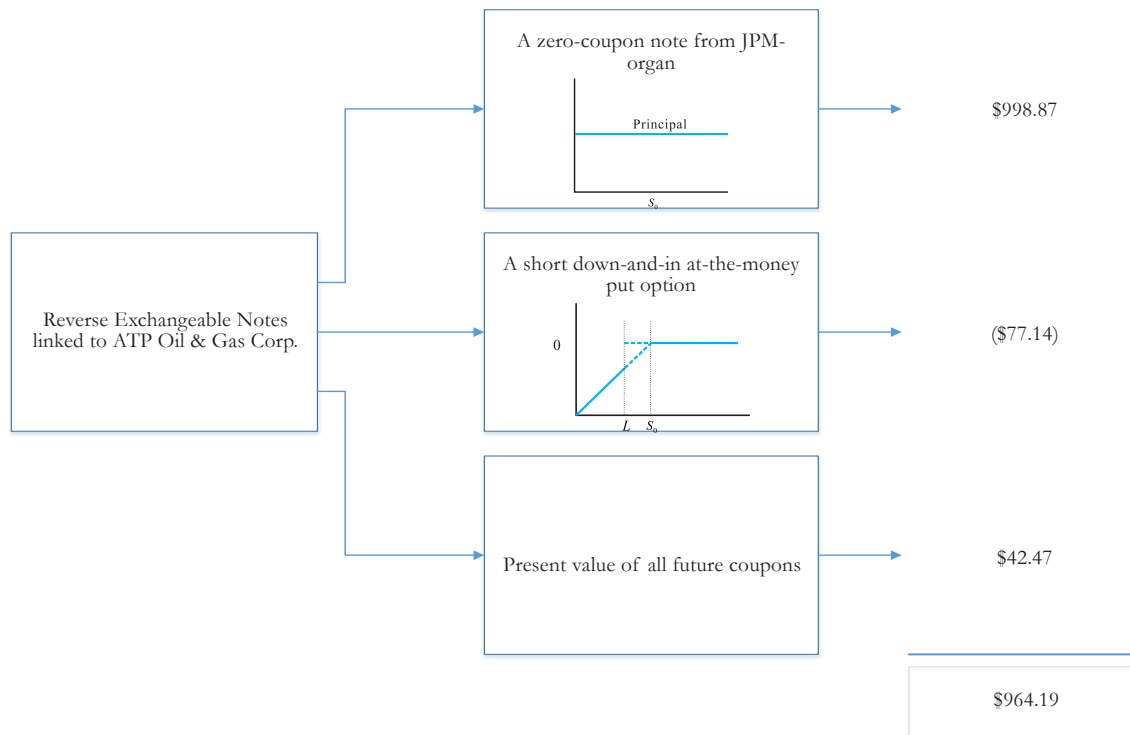 A zero-coupon note from JPM-
organ
Principal
S₀
$998.87
Reverse Exchangeable Notes
linked to ATP Oil & Gas Corp.
A short down-and-in at-the-money
put option
0
L S₀
($77.14)
Present value of all future coupons
$42.47
$964.19